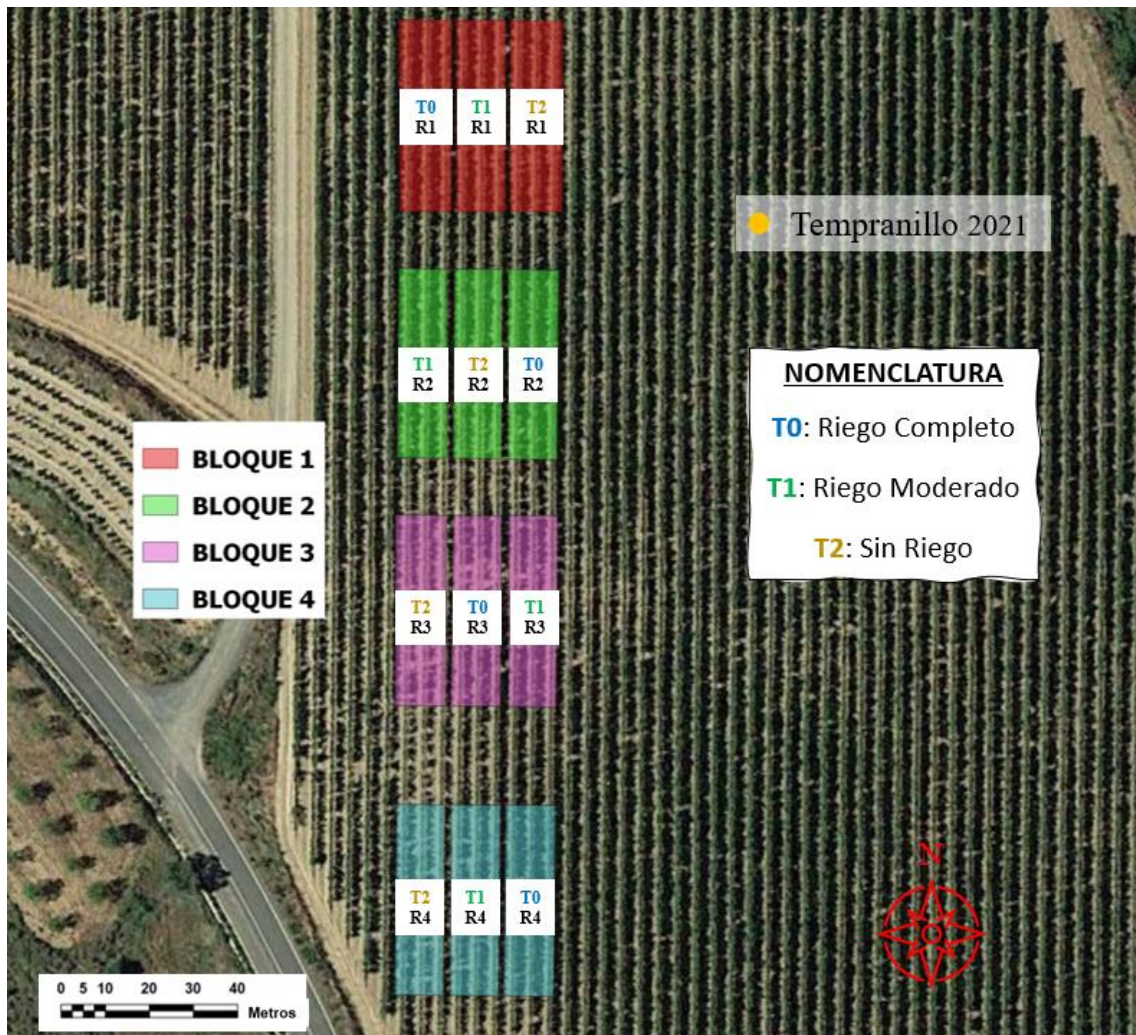 T0 T1 T2
R1 R1 R1
Tempranillo 2021
T1 T2 T0
R2 R2 R2
NOMENCLATURA
T0: Riego Completo
T1: Riego Moderado
T2: Sin Riego
BLOQUE 1
BLOQUE 2
BLOQUE 3
BLOQUE 4
T2 T0 T1
R3 R3 R3
T2 T1 T0
R4 R4 R4
N
0 5 10 20 30 40
Metros